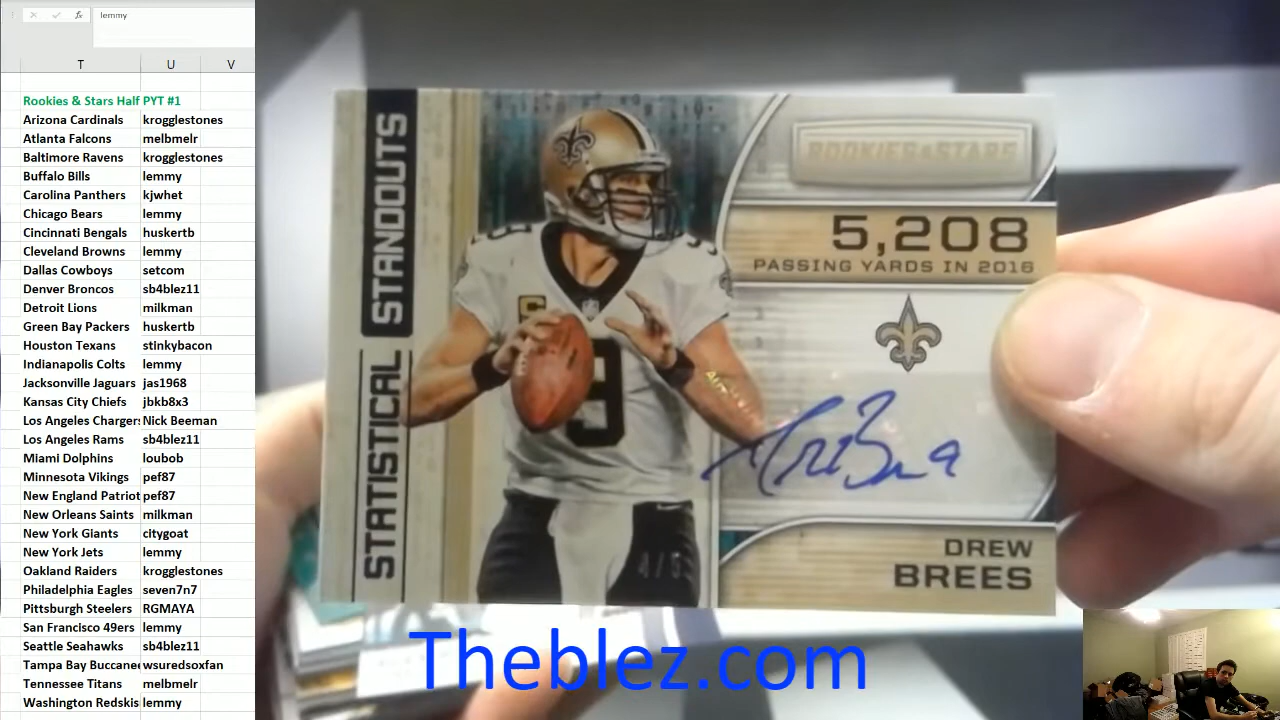 lemmy
T U V
Rookies & Stars Half PYT #1
Arizona Cardinals krogglestones
Atlanta Falcons melbmelr
Baltimore Ravens krogglestones
Buffalo Bills lemmy
Carolina Panthers kjwhet
Chicago Bears lemmy
Cincinnati Bengals huskertb
Cleveland Browns lemmy
Dallas Cowboys setcom
Denver Broncos sb4blez11
Detroit Lions milkman
Green Bay Packers huskertb
Houston Texans stinkybacon
Indianapolis Colts lemmy
Jacksonville Jaguars jas1968
Kansas City Chiefs jbkb8x3
Los Angeles Chargers Nick Beeman
Los Angeles Rams sb4blez11
Miami Dolphins loubob
Minnesota Vikings pef87
New England Patriot pef87
New Orleans Saints milkman
New York Giants citygoat
New York Jets lemmy
Oakland Raiders krogglestones
Philadelphia Eagles seven7n7
Pittsburgh Steelers RGMAYA
San Francisco 49ers lemmy
Seattle Seahawks sb4blez11
Tampa Bay Buccanee wsuredsoxfan
Tennessee Titans melbmelr
Washington Redskis lemmy
STATISTICAL STANDOUTS
ROOKIES & STARS
5,208
PASSING YARDS IN 2016
C
9
4/5
DREW
BREES
Theblez.com